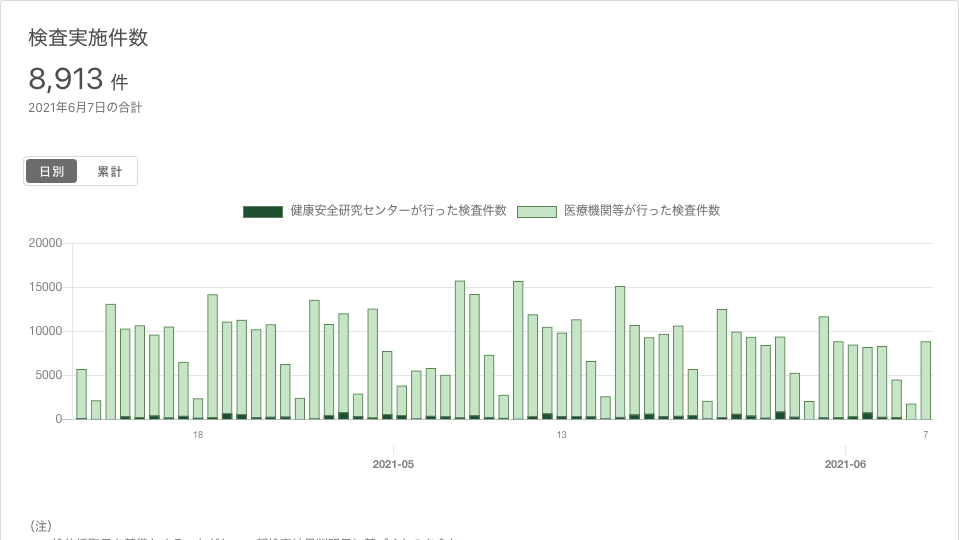 検査実施件数
8,913 件
2021年6月7日の合計
日別 累計
健康安全研究センターが行った検査件数 医療機関等が行った検査件数
20000
15000
10000
5000
0
18 13 7
2021-05 2021-06
（注）